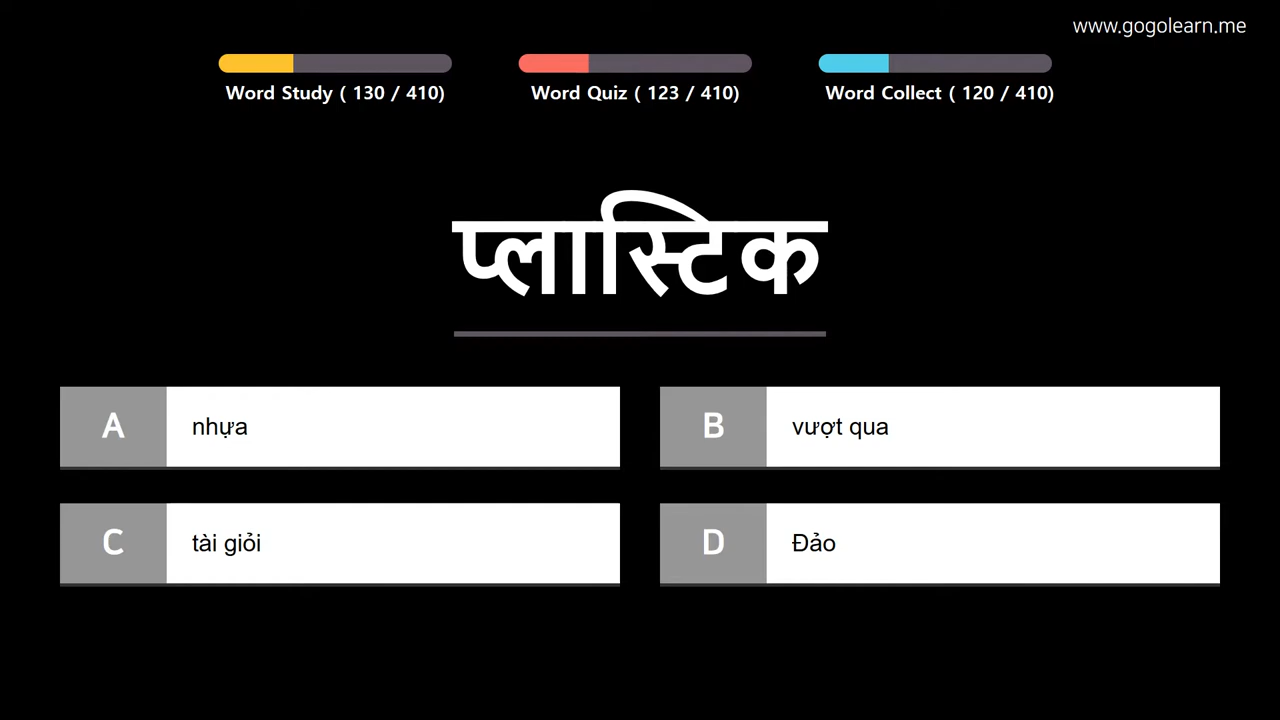 www.gogolearn.me
Word Study ( 130 / 410)
Word Quiz ( 123 / 410)
Word Collect ( 120 / 410)
प्लास्टिक
A nhựa
B vượt qua
C tài giỏi
D Đảo